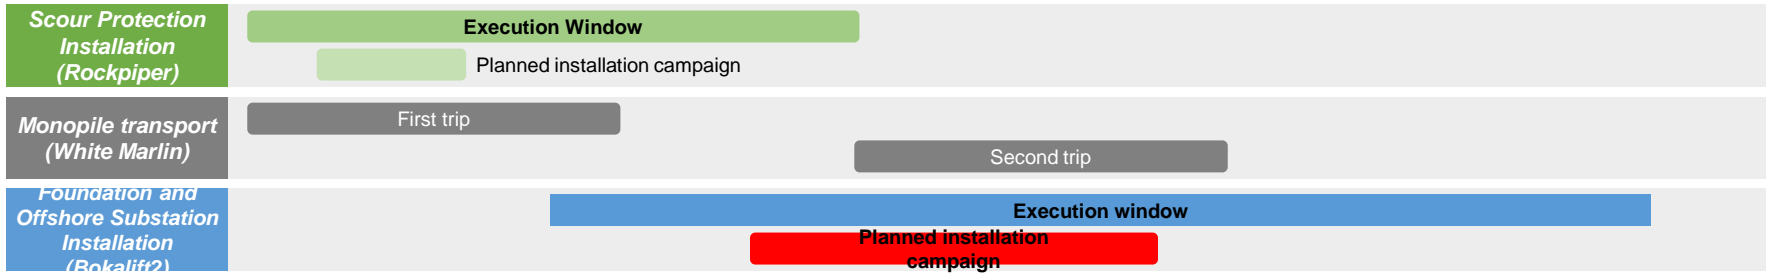 Scour Protection
Installation
(Rockpiper)
Execution Window
Planned installation campaign
Monopile transport
(White Marlin)
First trip
Second trip
Foundation and
Offshore Substation
Installation
(Bokalift2)
Execution window
Planned installation
campaign